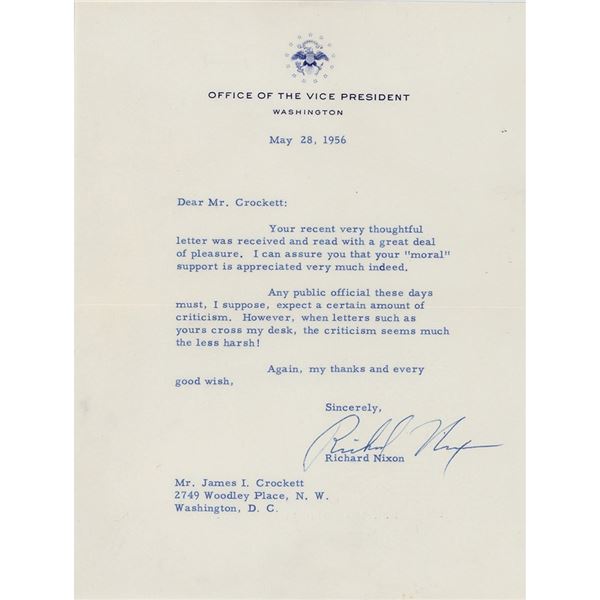 OFFICE OF THE VICE PRESIDENT
WASHINGTON
May 28, 1956
Dear Mr. Crockett:
Your recent very thoughtful
letter was received and read with a great deal
of pleasure. I can assure you that your "moral"
support is appreciated very much indeed.
Any public official these days
must, I suppose, expect a certain amount of
criticism. However, when letters such as
yours cross my desk, the criticism seems much
the less harsh!
Again, my thanks and every
good wish,
Sincerely,
Richard Nixon
Richard Nixon
Mr. James I. Crockett
2749 Woodley Place, N. W.
Washington, D. C.